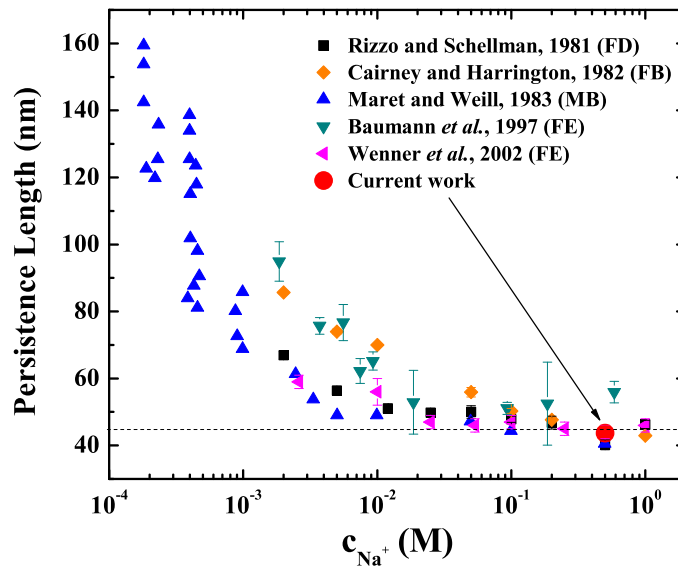 160
140
120
100
80
60
40
Persistence Length (nm)
Rizzo and Schellman, 1981 (FD)
Cairney and Harrington, 1982 (FB)
Maret and Weill, 1983 (MB)
Baumann et al., 1997 (FE)
Wenner et al., 2002 (FE)
Current work
10⁻⁴ 10⁻³ 10⁻² 10⁻¹ 10⁰
c_Na⁺ (M)